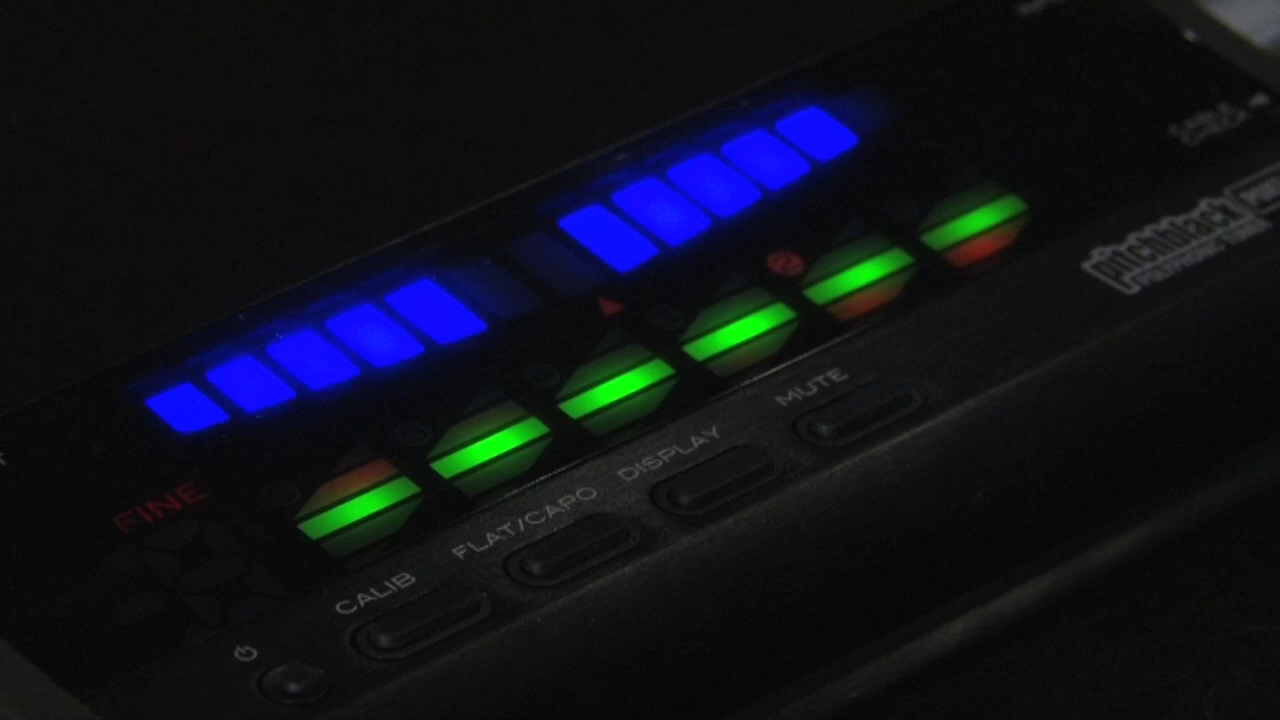 pitchblack
FINE
MUTE
DISPLAY
FLAT/CAPO
CALIB